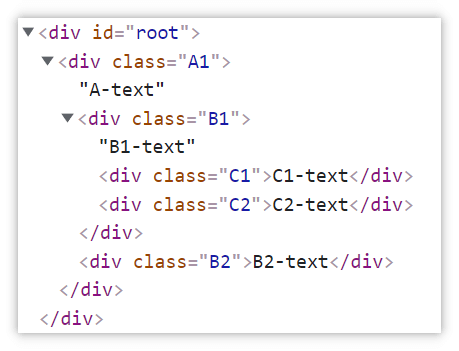 ▼<div id="root">
▼<div class="A1">
"A-text"
▼<div class="B1">
"B1-text"
<div class="C1">C1-text</div>
<div class="C2">C2-text</div>
</div>
<div class="B2">B2-text</div>
</div>
</div>